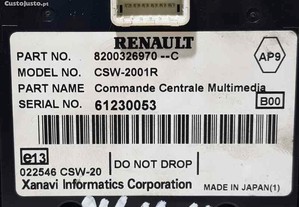 CustoJusto.pt
RENAULT
PART NO. 8200326970--C
AP9
MODEL NO. CSW-2001R
PART NAME Commande Centrale Multimedia
SERIAL NO. 61230053
B00
e13
DO NOT DROP
022546 CSW-20
Xanavi Informatics Corporation MADE IN JAPAN(1)